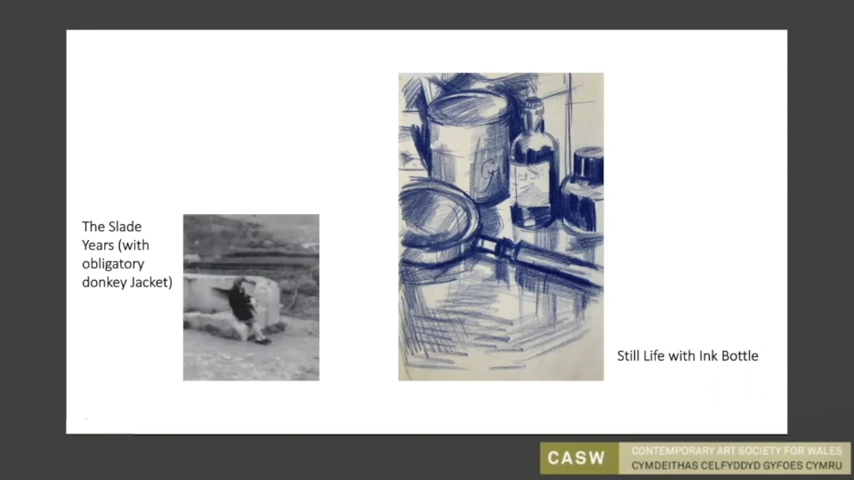 The Slade
Years (with
obligatory
donkey Jacket)
Still Life with Ink Bottle
CASW
CONTEMPORARY ART SOCIETY FOR WALES
CYMDEITHAS CELFYDDYD GYFOES CYMRU